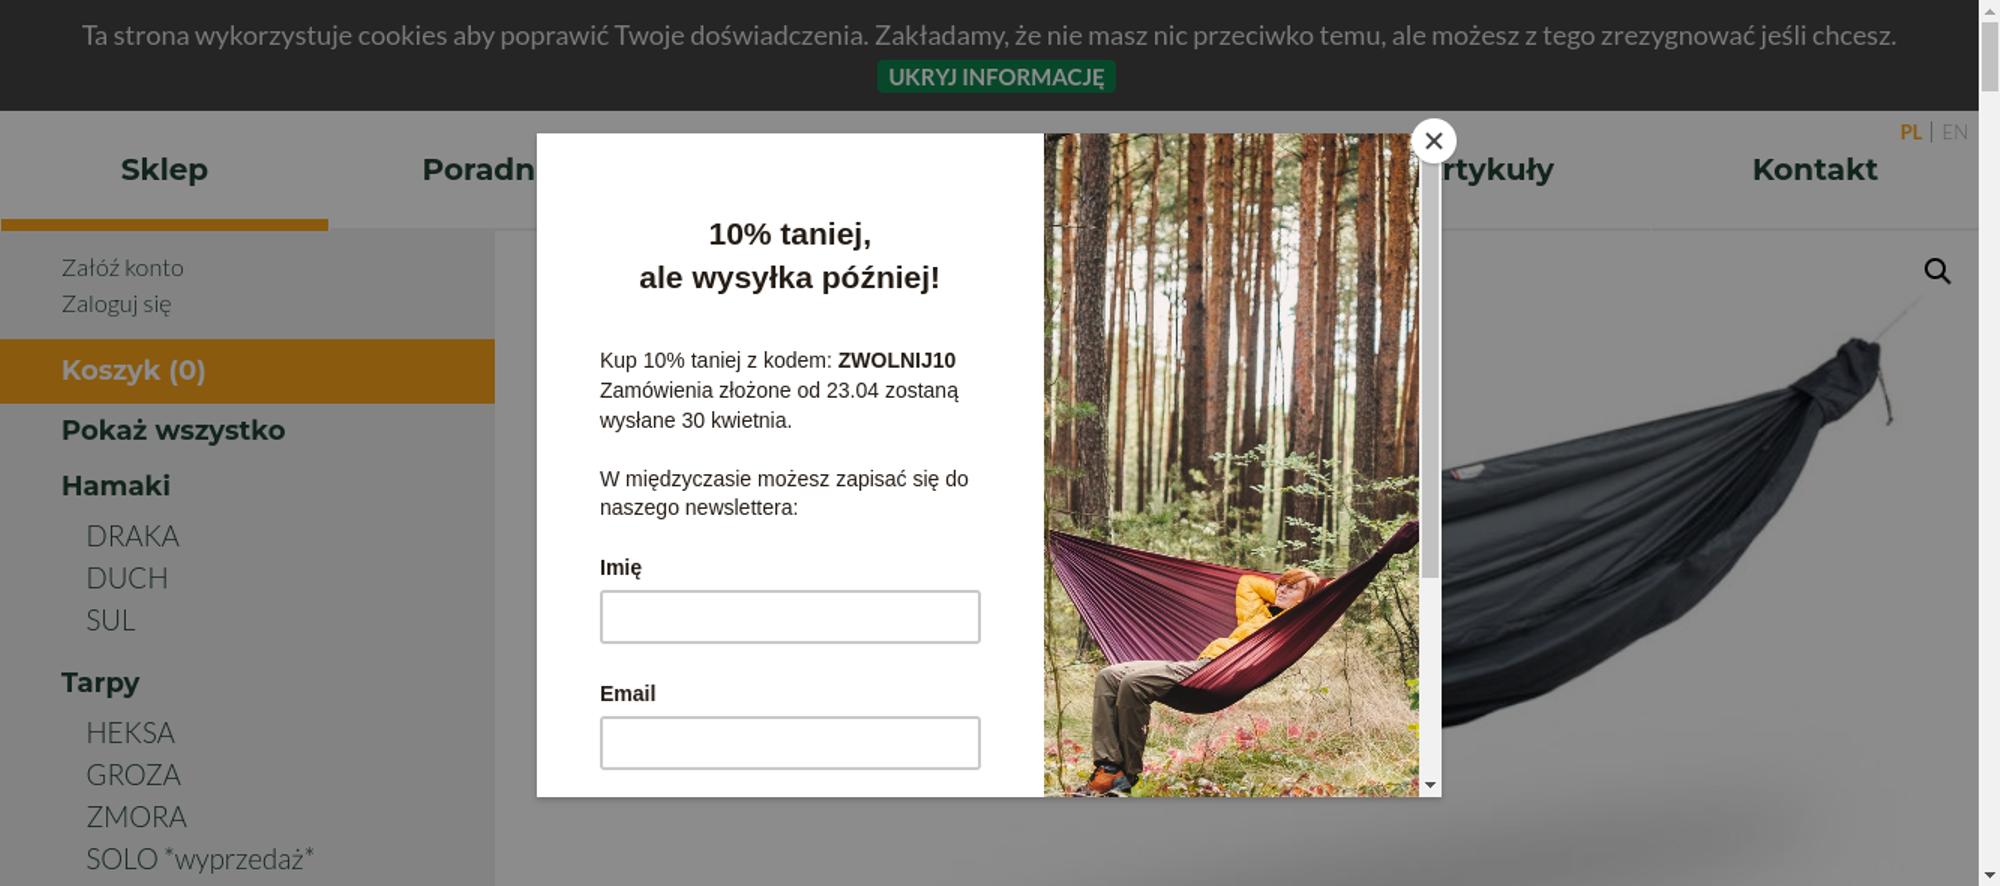 Ta strona wykorzystuje cookies aby poprawić Twoje doświadczenia. Zakładamy, że nie masz nic przeciwko temu, ale możesz z tego zrezygnować jeśli chcesz.
UKRYJ INFORMACJĘ
PL | EN
Sklep
Poradn
rtykuły
Kontakt
Załóż konto
Zaloguj się
Koszyk (0)
Pokaż wszystko
Hamaki
DRAKA
DUCH
SUL
Tarpy
HEKSA
GROZA
ZMORA
SOLO *wyprzedaż*
10% taniej,
ale wysyłka później!
Kup 10% taniej z kodem: ZWOLNIJ10
Zamówienia złożone od 23.04 zostaną
wysłane 30 kwietnia.
W międzyczasie możesz zapisać się do
naszego newslettera:
Imię
Email